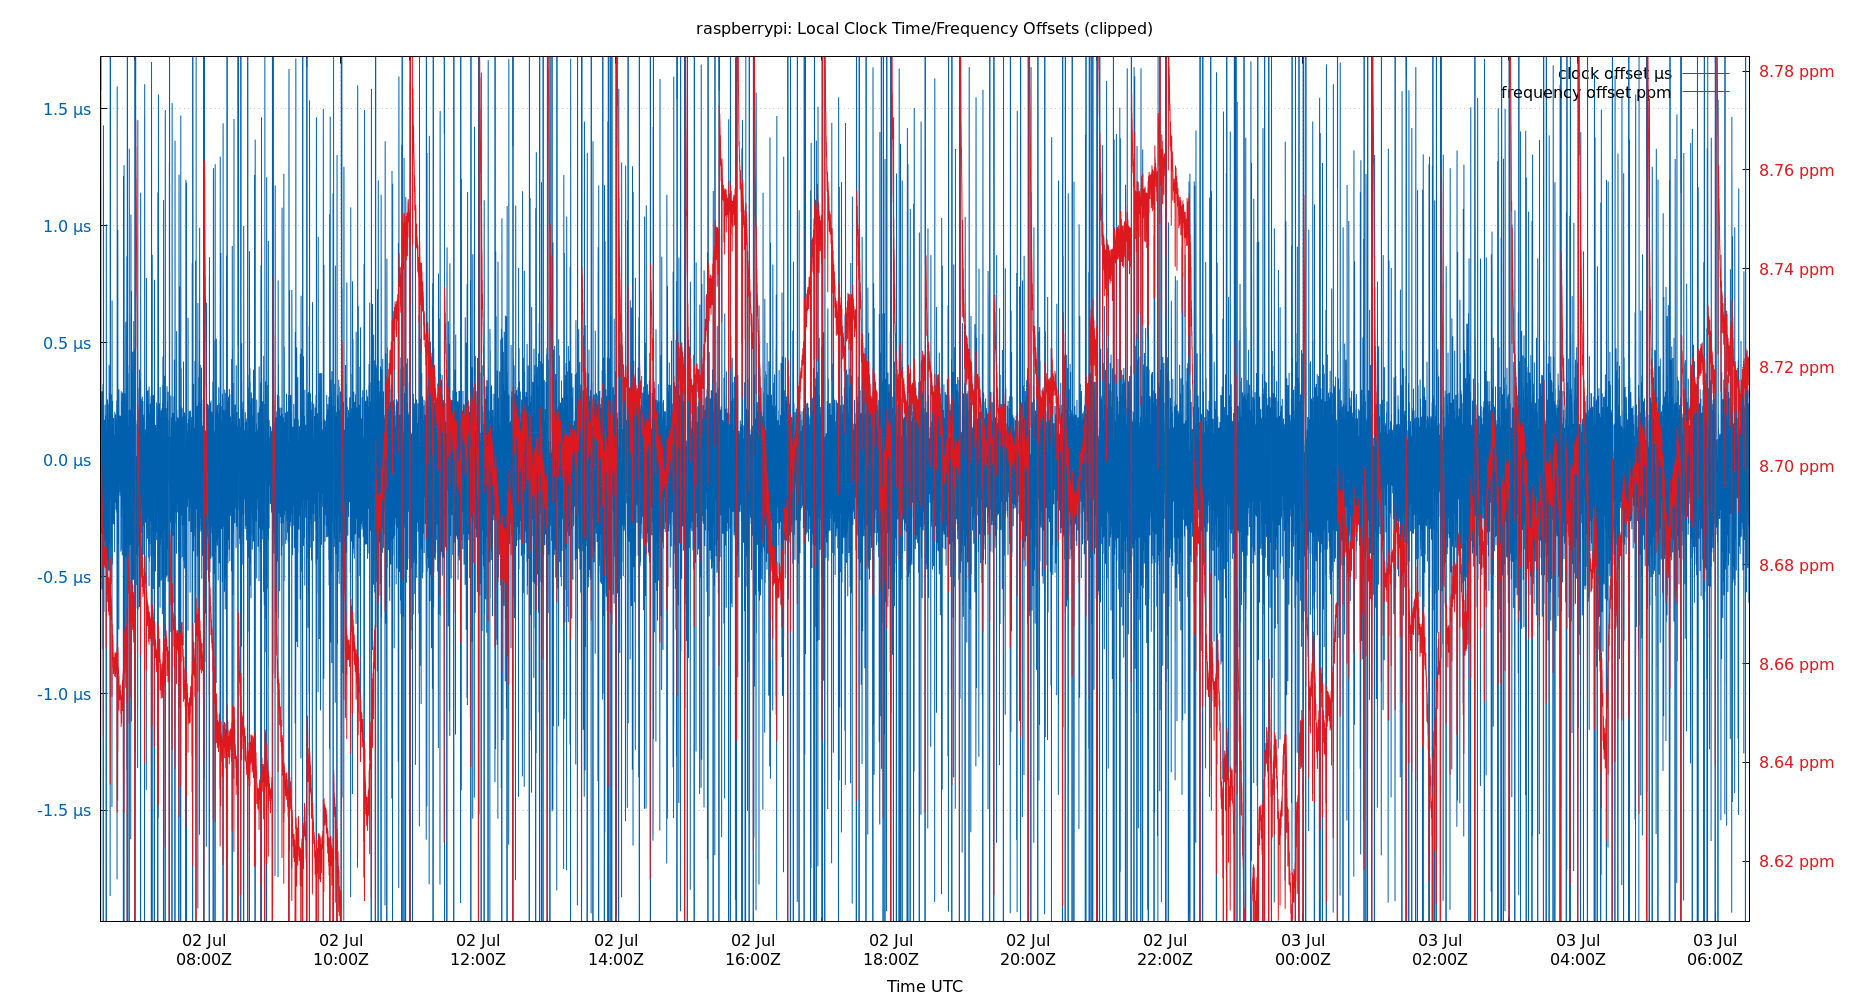 raspberrypi: Local Clock Time/Frequency Offsets (clipped)
clock offset µs
frequency offset ppm
1.5 µs
1.0 µs
0.5 µs
0.0 µs
-0.5 µs
-1.0 µs
-1.5 µs
8.78 ppm
8.76 ppm
8.74 ppm
8.72 ppm
8.70 ppm
8.68 ppm
8.66 ppm
8.64 ppm
8.62 ppm
02 Jul 02 Jul 02 Jul 02 Jul 02 Jul 02 Jul 02 Jul 02 Jul 03 Jul 03 Jul 03 Jul 03 Jul
08:00Z 10:00Z 12:00Z 14:00Z 16:00Z 18:00Z 20:00Z 22:00Z 00:00Z 02:00Z 04:00Z 06:00Z
Time UTC